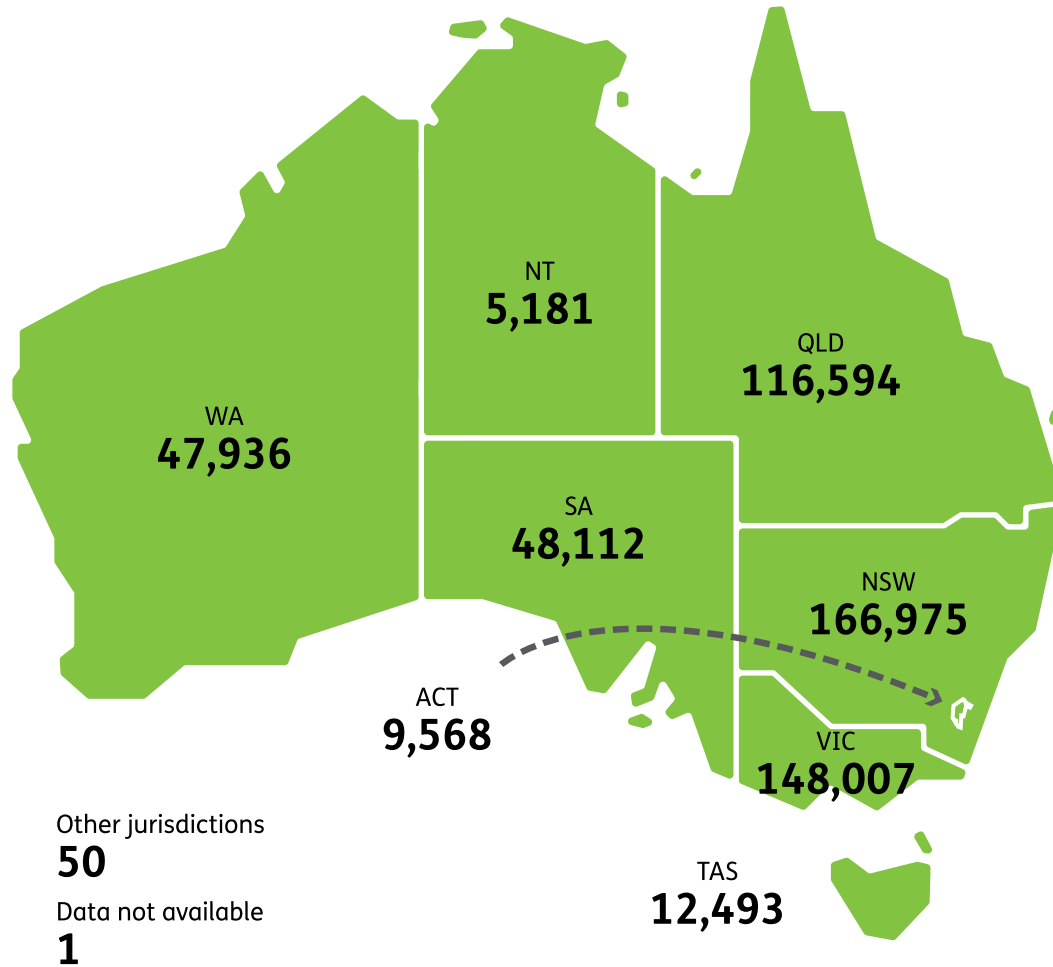 NT
5,181
QLD
116,594
WA
47,936
SA
48,112
NSW
166,975
ACT
9,568
VIC
148,007
Other jurisdictions
50
TAS
12,493
Data not available
1